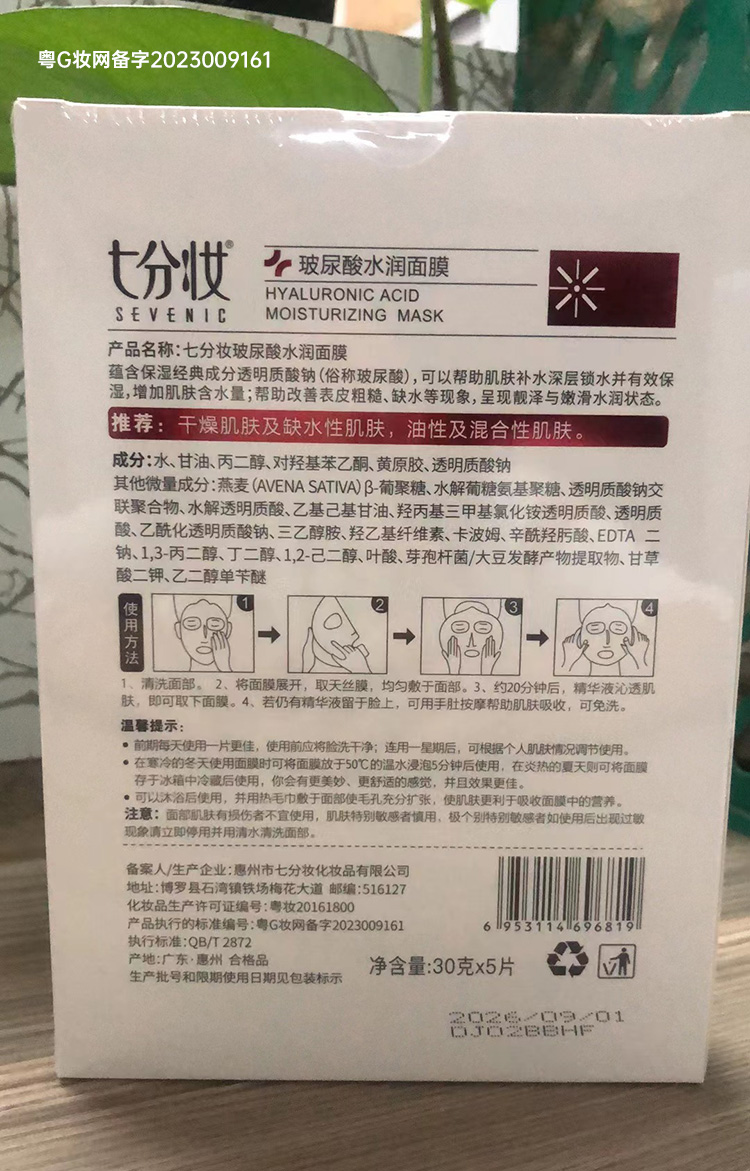 粤G妆网备字2023009161
七分妆®
SEVENIC
玻尿酸水润面膜
HYALURONIC ACID
MOISTURIZING MASK
产品名称:七分妆玻尿酸水润面膜
蕴含保湿经典成分透明质酸钠(俗称玻尿酸),可以帮助肌肤补水深层锁水并有效保
湿,增加肌肤含水量;帮助改善表皮粗糙、缺水等现象,呈现靓泽与嫩滑水润状态。
推荐:干燥肌肤及缺水性肌肤,油性及混合性肌肤。
成分:水、甘油、丙二醇、对羟基苯乙酮、黄原胶、透明质酸钠
其他微量成分:燕麦(AVENA SATIVA)β-葡聚糖、水解葡糖氨基聚糖、透明质酸钠交
联聚合物、水解透明质酸、乙基己基甘油、羟丙基三甲基氯化铵透明质酸、透明质
酸、乙酰化透明质酸钠、三乙醇胺、羟乙基纤维素、卡波姆、辛酰羟肟酸、EDTA 二
钠、1,3-丙二醇、丁二醇、1,2-己二醇、叶酸、芽孢杆菌/大豆发酵产物提取物、甘草
酸二钾、乙二醇单苄醚
使用方法
1
2
3
4
1、清洗面部。 2、将面膜展开,取天丝膜,均匀敷于面部。3、约20分钟后,精华液沁透肌
肤,即可取下面膜。4、若仍有精华液留于脸上,可用手肚按摩帮助肌肤吸收,可免洗。
温馨提示:
• 前期每天使用一片更佳,使用前应将脸洗干净;连用一星期后,可根据个人肌肤情况调节使用。
• 在寒冷的冬天使用面膜时可将面膜放于50℃的温水浸泡5分钟后使用,在炎热的夏天则可将面膜
存于冰箱中冷藏后使用,你会有更美妙、更舒适的感觉,并且效果更佳。
• 可以沐浴后使用,并用热毛巾敷于面部使毛孔充分扩张,使肌肤更利于吸收面膜中的营养。
注意:面部肌肤有损伤者不宜使用,肌肤特别敏感者慎用,极个别特别敏感者如使用后出现过敏
现象请立即停用并用清水清洗面部。
备案人/生产企业:惠州市七分妆化妆品有限公司
地址:博罗县石湾镇铁场梅花大道 邮编:516127
化妆品生产许可证编号:粤妆20161800
产品执行的标准编号:粤G妆网备字2023009161
执行标准:QB/T 2872
产地:广东·惠州 合格品
生产批号和限期使用日期见包装标示
6 953114 696819
净含量:30克x5片
2026/09/01
DJ02BBHF